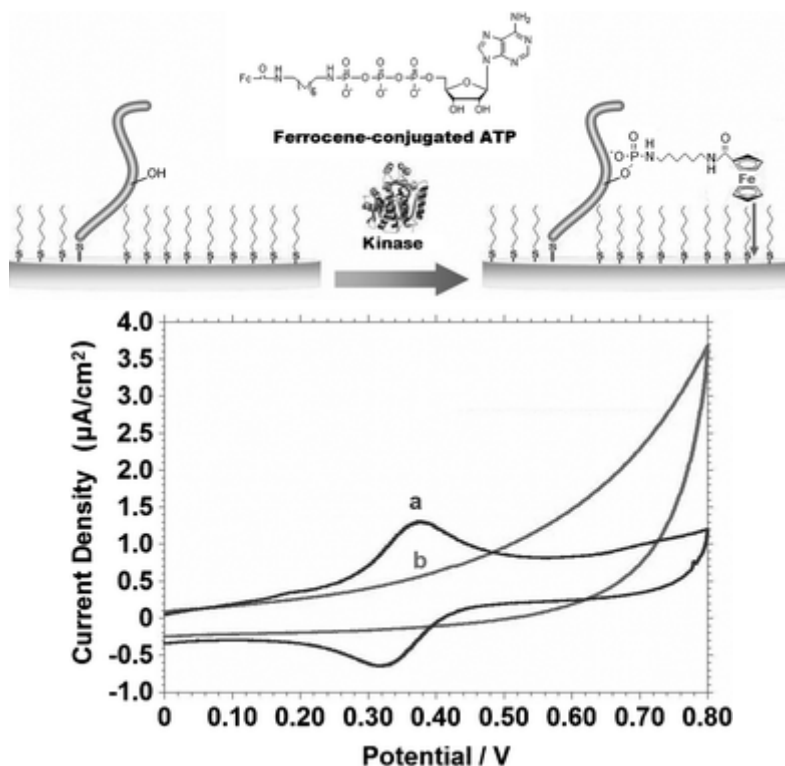 NH₂
N
N
N
N
O
Fc
H
N
6
H
N
O
P
O⁻
O
O
P
O⁻
O
O
P
O⁻
O
O
OH OH
Ferrocene-conjugated ATP
OH
Kinase
O
⁻O
P
O
H
N
N
H
O
Fe
S S S S S S S S S S S S
S S S S S S S S S S S S
4.0
3.5
3.0
2.5
2.0
1.5
1.0
0.5
0
-0.5
-1.0
Current Density (µA/cm²)
a
b
0 0.10 0.20 0.30 0.40 0.50 0.60 0.70 0.80
Potential / V